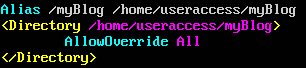 Alias /myBlog /home/useraccess/myBlog
<Directory /home/useraccess/myBlog>
AllowOverride All
</Directory>